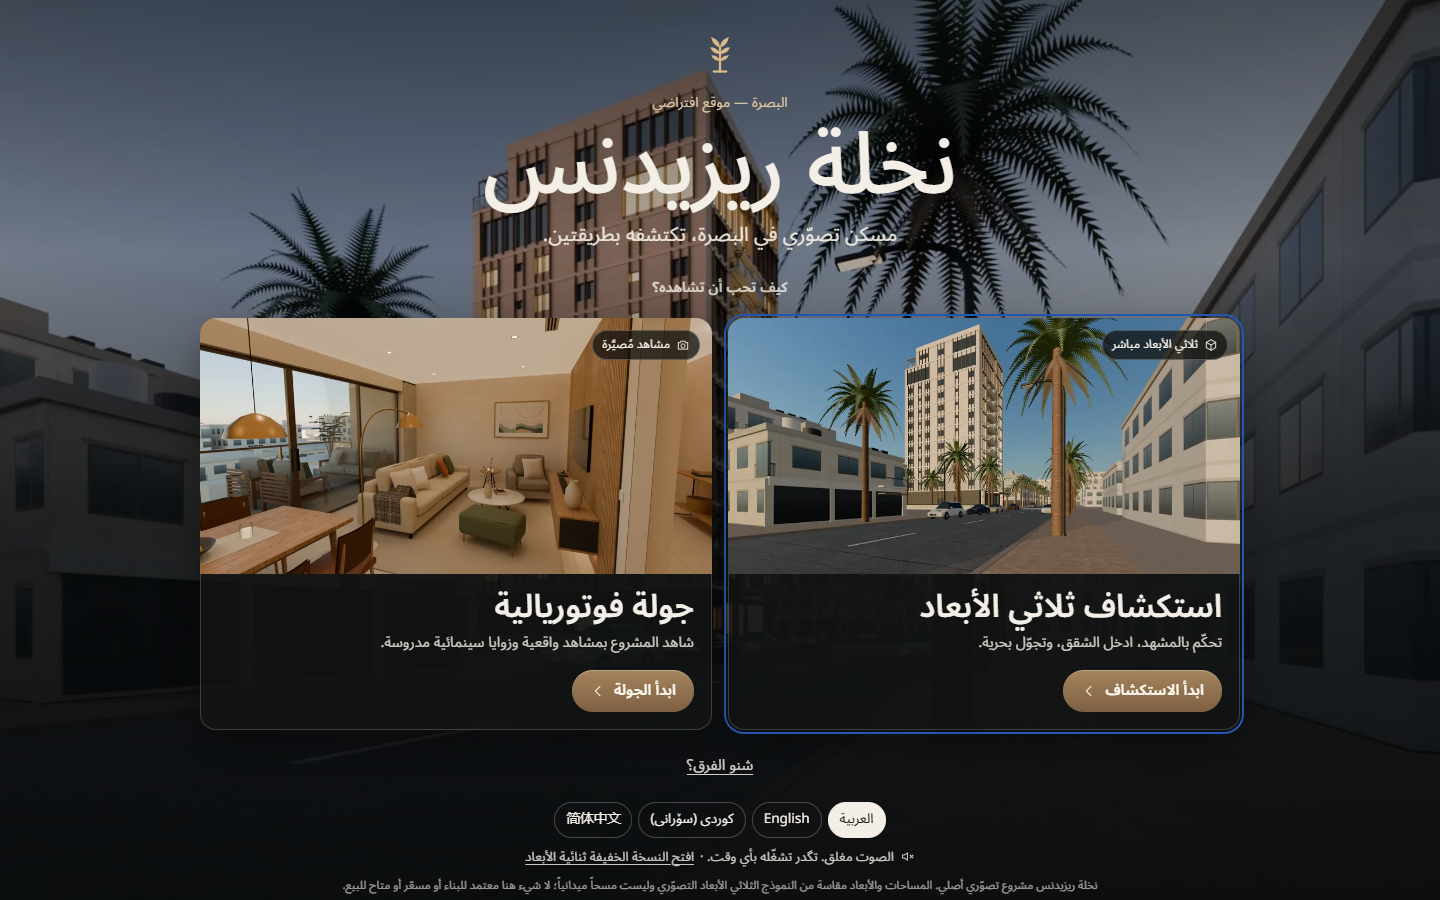 البصرة — موقع افتراضي
نخلة ريزيدنس
مسكن تصوّري في البصرة، تكتشفه بطريقتين.
كيف تحب أن تشاهده؟
ثلاثي الأبعاد مباشر
استكشاف ثلاثي الأبعاد
تحكّم بالمشهد، ادخل الشقق، وتجوّل بحرية.
ابدأ الاستكشاف
مشاهد مُصيَّرة
جولة فوتوريالية
شاهد المشروع بمشاهد واقعية وزوايا سينمائية مدروسة.
ابدأ الجولة
شنو الفرق؟
العربية English کوردی (سۆرانی) 简体中文
الصوت مغلق. تگدر تشغّله بأي وقت. · افتح النسخة الخفيفة ثنائية الأبعاد
نخلة ريزيدنس مشروع تصوّري أصلي. المساحات والأبعاد مقاسة من النموذج الثلاثي الأبعاد التصوّري وليست مسحاً ميدانياً؛ لا شيء هنا معتمد للبناء أو مسعّر أو متاح للبيع.